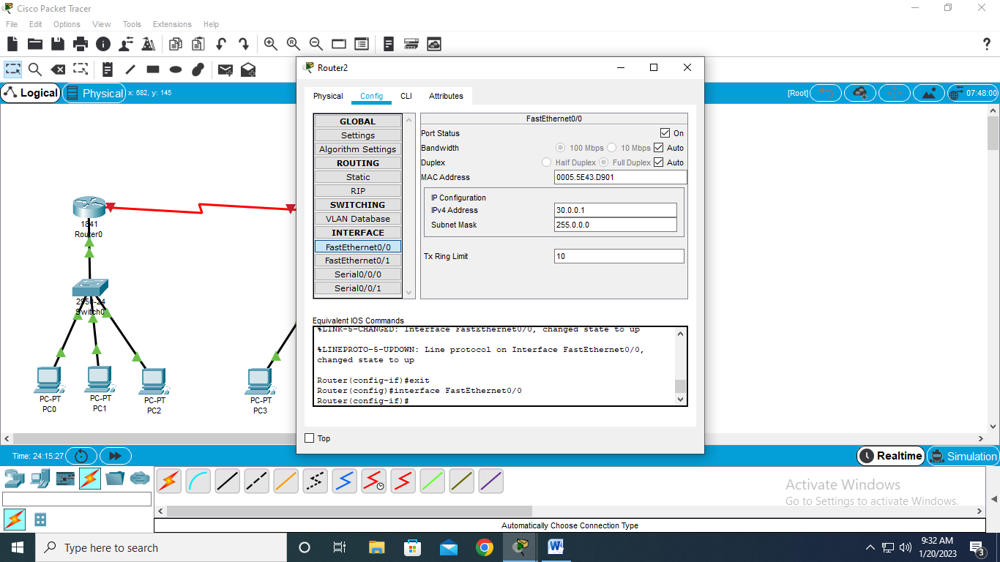 Cisco Packet Tracer
File Edit Options View Tools Extensions Help
Logical
Physical
x: 682, y: 145
[Root]
07:48:00
1841
Router0
2950-24
Switch0
PC-PT
PC0
PC-PT
PC1
PC-PT
PC2
PC-PT
PC3
Router2
Physical Config CLI Attributes
GLOBAL
Settings
Algorithm Settings
ROUTING
Static
RIP
SWITCHING
VLAN Database
INTERFACE
FastEthernet0/0
FastEthernet0/1
Serial0/0/0
Serial0/0/1
FastEthernet0/0
Port Status On
Bandwidth 100 Mbps 10 Mbps Auto
Duplex Half Duplex Full Duplex Auto
MAC Address 0005.5E43.D901
IP Configuration
IPv4 Address 30.0.0.1
Subnet Mask 255.0.0.0
Tx Ring Limit 10
Equivalent IOS Commands
%LINK-5-CHANGED: Interface FastEthernet0/0, changed state to up
%LINEPROTO-5-UPDOWN: Line protocol on Interface FastEthernet0/0,
changed state to up
Router(config-if)#exit
Router(config)#interface FastEthernet0/0
Router(config-if)#
Top
Time: 24:15:27
Realtime
Simulation
Activate Windows
Go to Settings to activate Windows.
Automatically Choose Connection Type
Type here to search
9:32 AM
1/20/2023
3